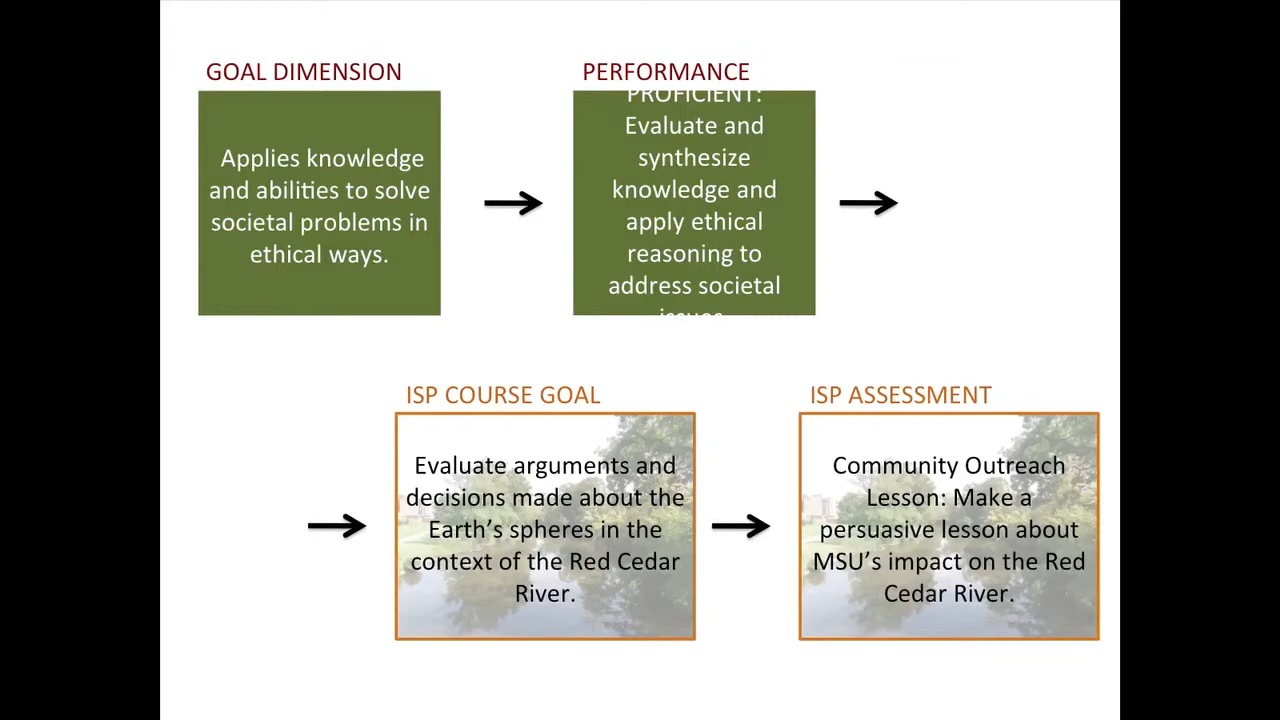 GOAL DIMENSION
Applies knowledge
and abilities to solve
societal problems in
ethical ways.
PERFORMANCE
PROFICIENT:
Evaluate and
synthesize
knowledge and
apply ethical
reasoning to
address societal
issues
ISP COURSE GOAL
Evaluate arguments and
decisions made about the
Earth’s spheres in the
context of the Red Cedar
River.
ISP ASSESSMENT
Community Outreach
Lesson: Make a
persuasive lesson about
MSU’s impact on the Red
Cedar River.